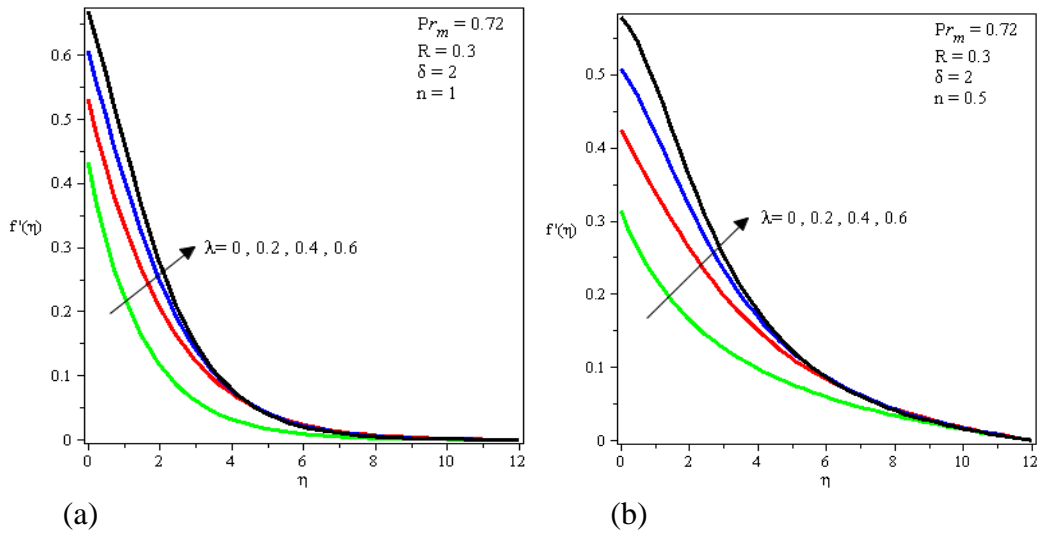 Pr_m = 0.72
R = 0.3
δ = 2
n = 1
0.6
0.5
0.4
f'(η)
0.3
0.2
0.1
0
λ= 0 , 0.2 , 0.4 , 0.6
0 2 4 6 8 10 12
η
(a)
Pr_m = 0.72
R = 0.3
δ = 2
n = 0.5
0.5
0.4
f'(η)
0.3
0.2
0.1
0
λ= 0 , 0.2 , 0.4 , 0.6
0 2 4 6 8 10 12
η
(b)